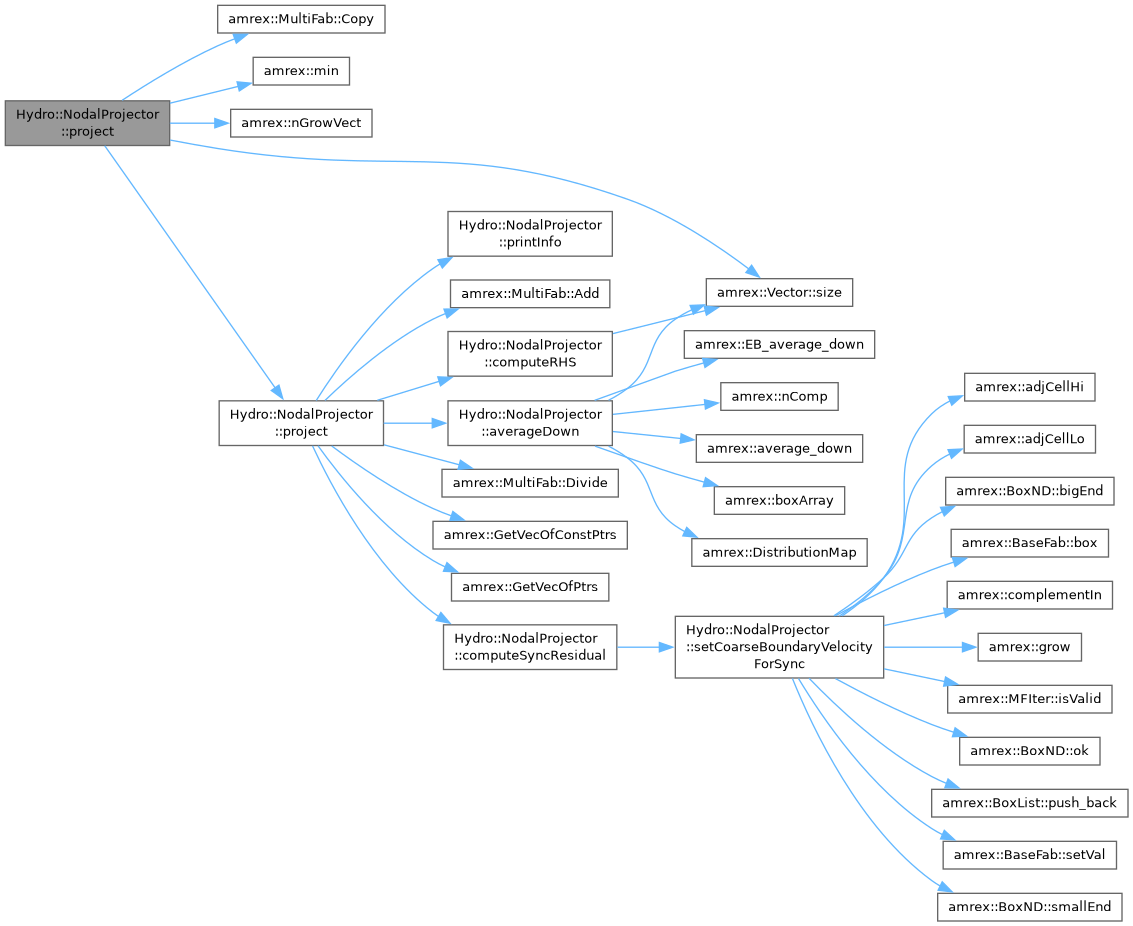 amrex::MultiFab::Copy
amrex::min
Hydro::NodalProjector
::project
amrex::nGrowVect
Hydro::NodalProjector
::printInfo
amrex::MultiFab::Add
amrex::Vector::size
Hydro::NodalProjector
::computeRHS
amrex::EB_average_down
amrex::nComp
Hydro::NodalProjector
::project
Hydro::NodalProjector
::averageDown
amrex::average_down
amrex::MultiFab::Divide
amrex::boxArray
amrex::GetVecOfConstPtrs
amrex::DistributionMap
amrex::GetVecOfPtrs
Hydro::NodalProjector
::computeSyncResidual
Hydro::NodalProjector
::setCoarseBoundaryVelocity
ForSync
amrex::adjCellHi
amrex::adjCellLo
amrex::BoxND::bigEnd
amrex::BaseFab::box
amrex::complementIn
amrex::grow
amrex::MFIter::isValid
amrex::BoxND::ok
amrex::BoxList::push_back
amrex::BaseFab::setVal
amrex::BoxND::smallEnd